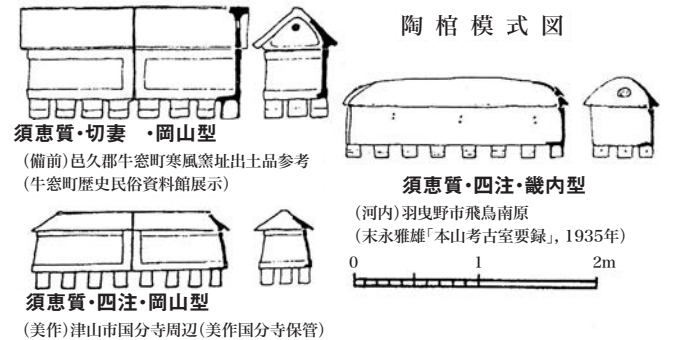 陶棺模式図
須恵質・切妻・岡山型
(備前)邑久郡牛窓町寒風窯址出土品参考
(牛窓町歴史民俗資料館展示)
須恵質・四注・畿内型
(河内)羽曳野市飛鳥南原
(末永雅雄「本山考古室要録」, 1935年)
0 1 2m
須恵質・四注・岡山型
(美作)津山市国分寺周辺(美作国分寺保管)